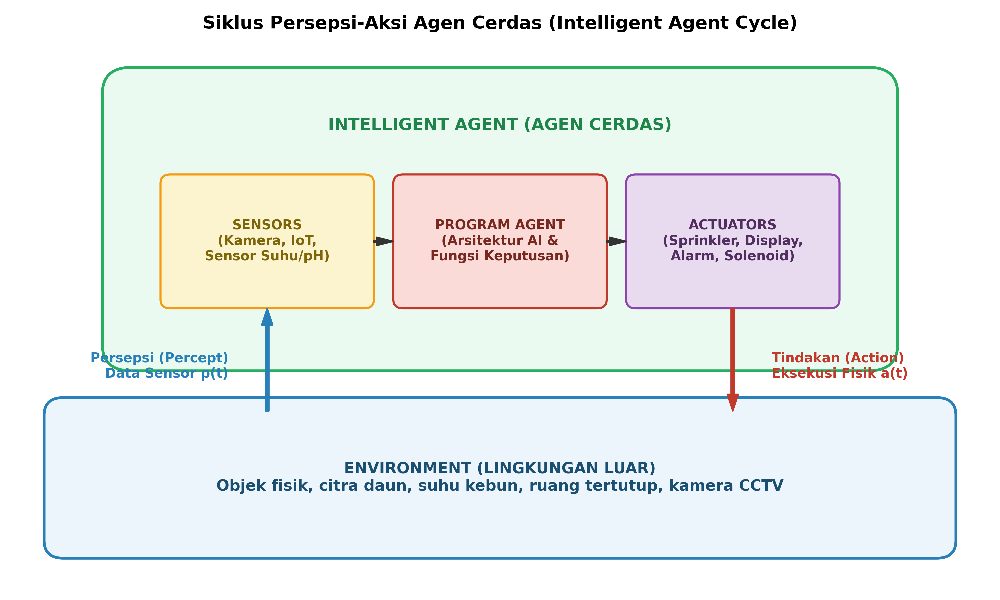 Siklus Persepsi-Aksi Agen Cerdas (Intelligent Agent Cycle)
INTELLIGENT AGENT (AGEN CERDAS)
SENSORS
(Kamera, IoT,
Sensor Suhu/pH)
PROGRAM AGENT
(Arsitektur AI &
Fungsi Keputusan)
ACTUATORS
(Sprinkler, Display,
Alarm, Solenoid)
Persepsi (Percept)
Data Sensor p(t)
Tindakan (Action)
Eksekusi Fisik a(t)
ENVIRONMENT (LINGKUNGAN LUAR)
Objek fisik, citra daun, suhu kebun, ruang tertutup, kamera CCTV